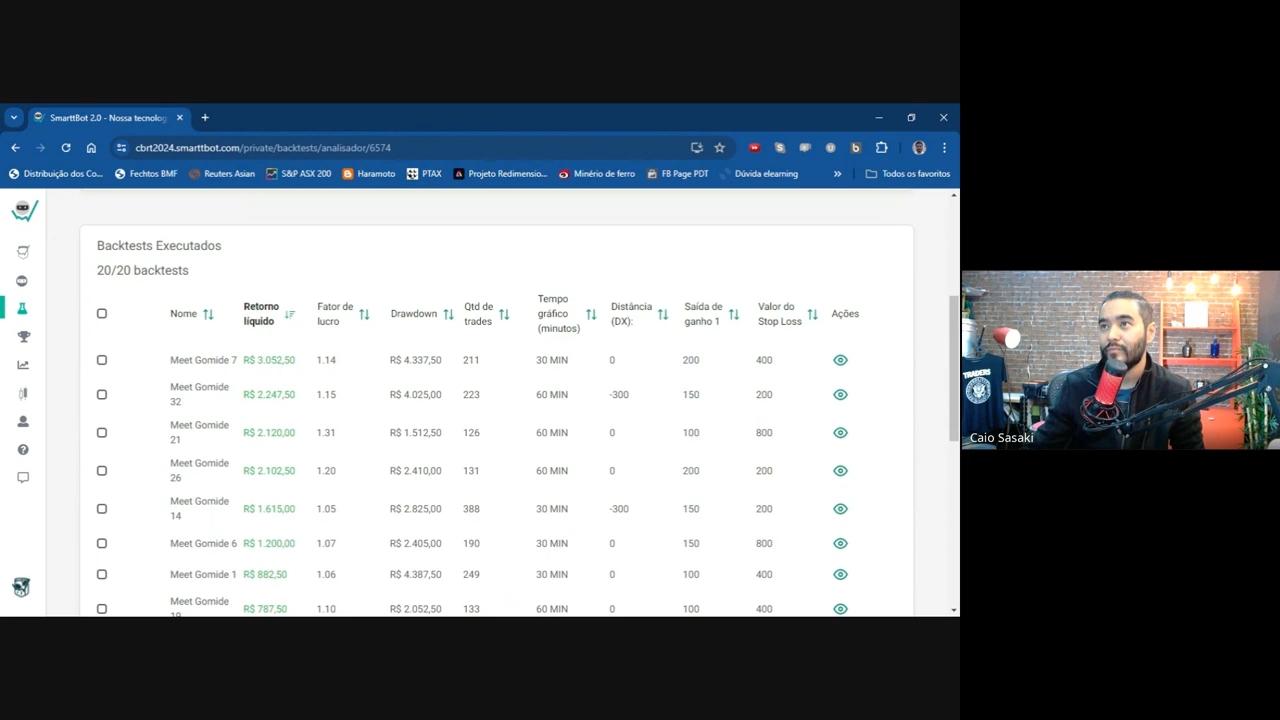 SmarttBot 2.0 - Nossa tecnolog
cbrt2024.smarttbot.com/private/backtests/analisador/6574
Distribuição dos Co... Fechtos BMF Reuters Asian S&P ASX 200 Haramoto PTAX Projeto Redimensio... Minério de ferro FB Page PDT Dúvida elearning » Todos os favoritos
Backtests Executados
20/20 backtests
Nome Retorno líquido Fator de lucro Drawdown Qtd de trades Tempo gráfico (minutos) Distância (DX): Saída de ganho 1 Valor do Stop Loss Ações
Meet Gomide 7 R$ 3.052,50 1.14 R$ 4.337,50 211 30 MIN 0 200 400
Meet Gomide 32 R$ 2.247,50 1.15 R$ 4.025,00 223 60 MIN -300 150 200
Meet Gomide 21 R$ 2.120,00 1.31 R$ 1.512,50 126 60 MIN 0 100 800
Meet Gomide 26 R$ 2.102,50 1.20 R$ 2.410,00 131 60 MIN 0 200 200
Meet Gomide 14 R$ 1.615,00 1.05 R$ 2.825,00 388 30 MIN -300 150 200
Meet Gomide 6 R$ 1.200,00 1.07 R$ 2.405,00 190 30 MIN 0 150 800
Meet Gomide 1 R$ 882,50 1.06 R$ 4.387,50 249 30 MIN 0 100 400
Meet Gomide R$ 787,50 1.10 R$ 2.052,50 133 60 MIN 0 100 400
TRADERS
Caio Sasaki